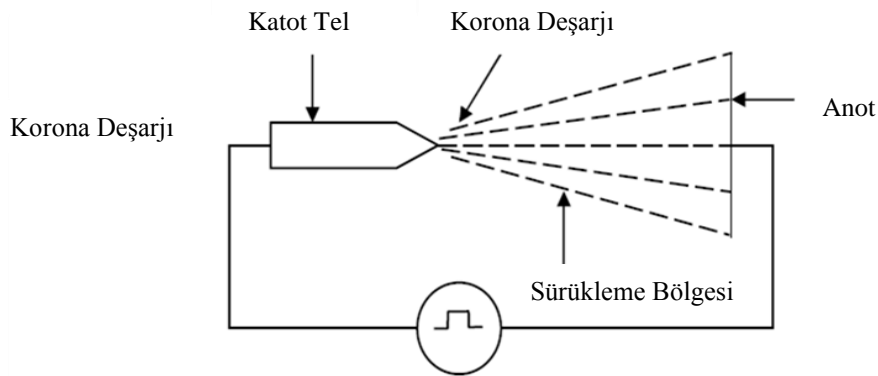 Katot Tel
Korona Deşarjı
Anot
Korona Deşarjı
Sürükleme Bölgesi